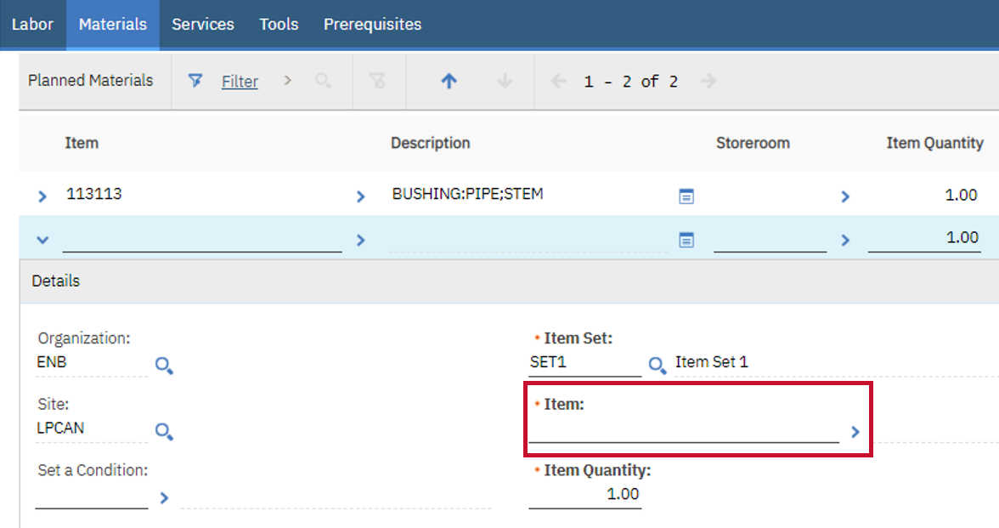 Labor Materials Services Tools Prerequisites
Planned Materials Filter 1 - 2 of 2
Item Description Storeroom Item Quantity
113113 BUSHING:PIPE;STEM 1.00
1.00
Details
Organization: * Item Set:
ENB SET1 Item Set 1
Site: * Item:
LPCAN
Set a Condition: * Item Quantity:
1.00